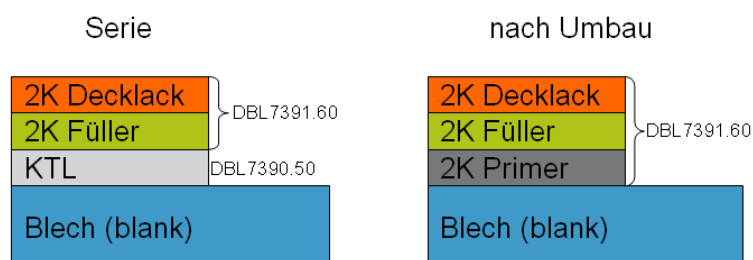 Serie
2K Decklack
2K Füller
DBL7391.60
KTL
DBL7390.50
Blech (blank)
nach Umbau
2K Decklack
2K Füller
DBL7391.60
2K Primer
Blech (blank)